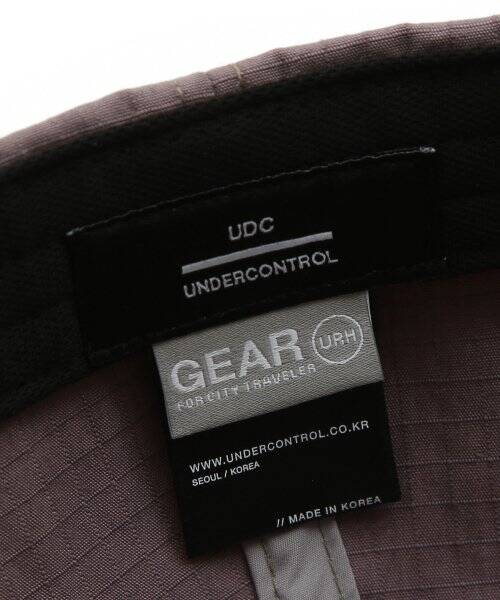 UDC
UNDERCONTROL
GEAR URH
FOR CITY TRAVELER
WWW.UNDERCONTROL.CO.KR
SEOUL / KOREA
// MADE IN KOREA